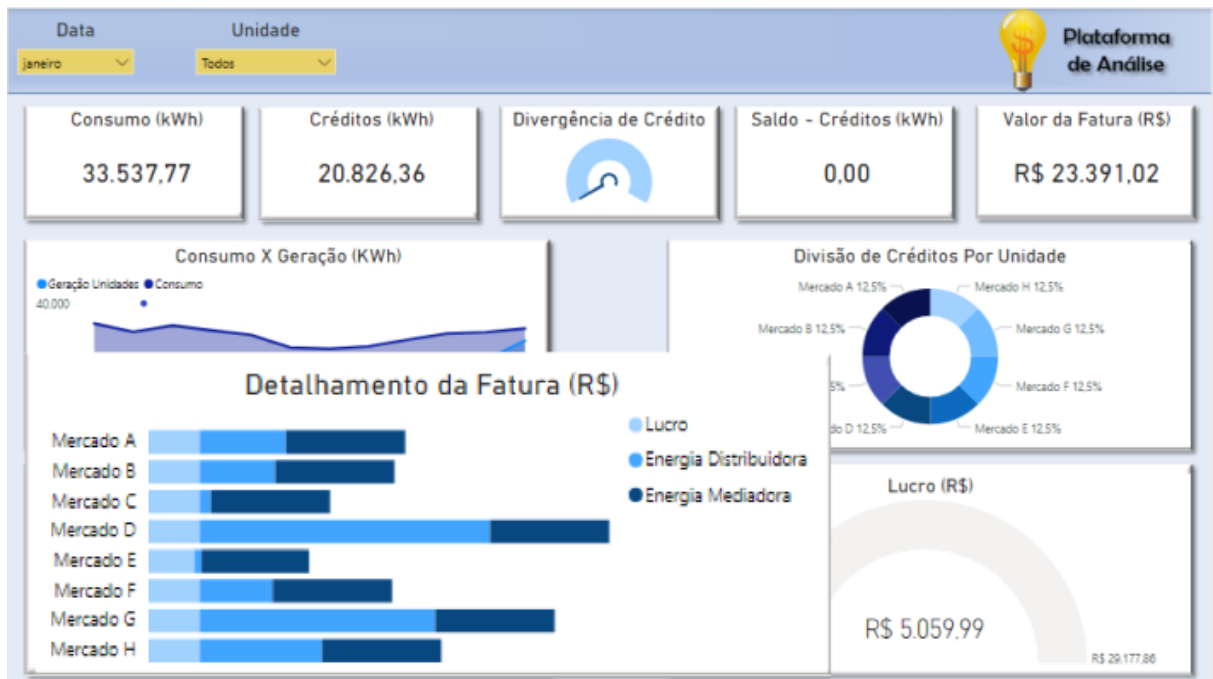 Data
Unidade
janeiro
Todos
Plataforma
de Análise
Consumo (kWh)
33.537,77
Créditos (kWh)
20.826,36
Divergência de Crédito
Saldo - Créditos (kWh)
0,00
Valor da Fatura (R$)
R$ 23.391,02
Consumo X Geração (KWh)
Geração Unidades
Consumo
40.000
Divisão de Créditos Por Unidade
Mercado A 12,5%
Mercado H 12,5%
Mercado B 12,5%
Mercado G 12,5%
5%
Mercado F 12,5%
do D 12,5%
Mercado E 12,5%
Detalhamento da Fatura (R$)
Lucro
Energia Distribuidora
Energia Mediadora
Mercado A
Mercado B
Mercado C
Mercado D
Mercado E
Mercado F
Mercado G
Mercado H
Lucro (R$)
R$ 5.059,99
R$ 29.177,86